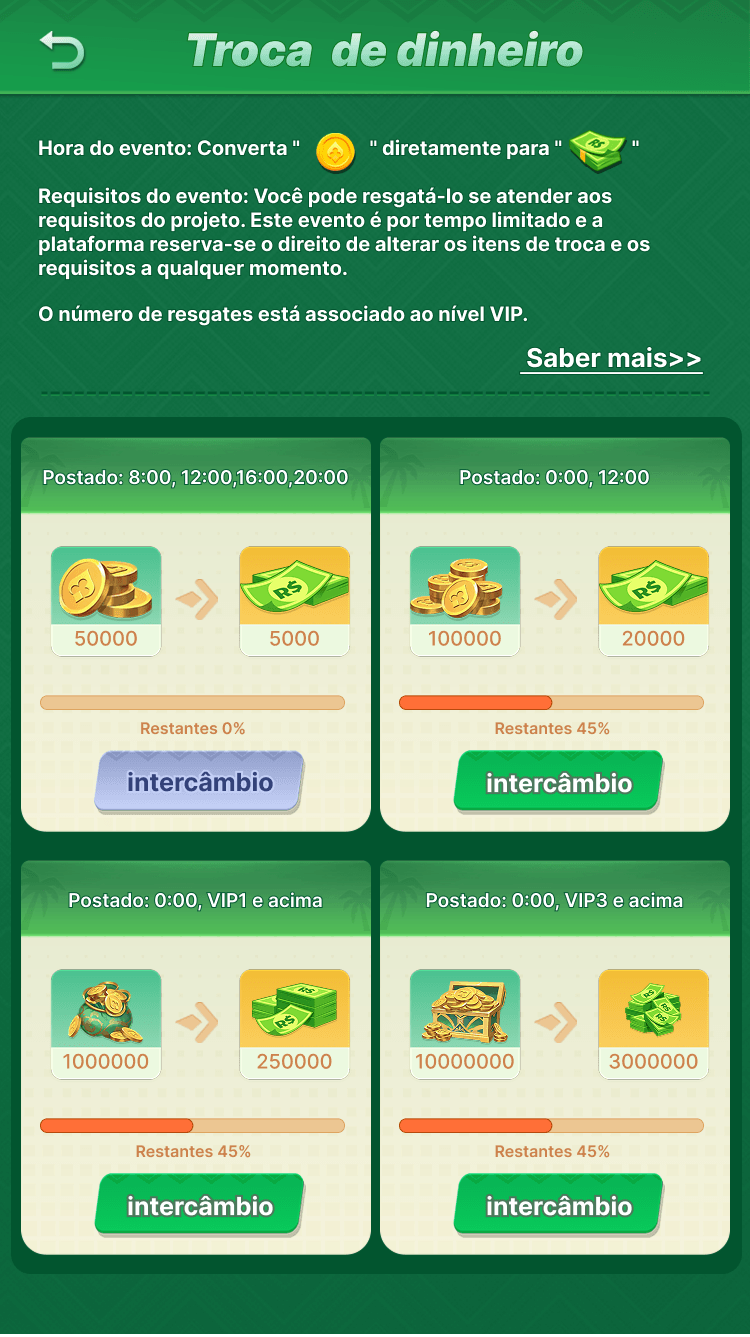 Troca de dinheiro
Hora do evento: Converta " " diretamente para " "
Requisitos do evento: Você pode resgatá-lo se atender aos
requisitos do projeto. Este evento é por tempo limitado e a
plataforma reserva-se o direito de alterar os itens de troca e os
requisitos a qualquer momento.
O número de resgates está associado ao nível VIP.
Saber mais>>
Postado: 8:00, 12:00,16:00,20:00
R$
50000
5000
Restantes 0%
intercâmbio
Postado: 0:00, 12:00
R$
100000
20000
Restantes 45%
intercâmbio
Postado: 0:00, VIP1 e acima
R$
R$
1000000
250000
Restantes 45%
intercâmbio
Postado: 0:00, VIP3 e acima
R$
R$
10000000
3000000
Restantes 45%
intercâmbio